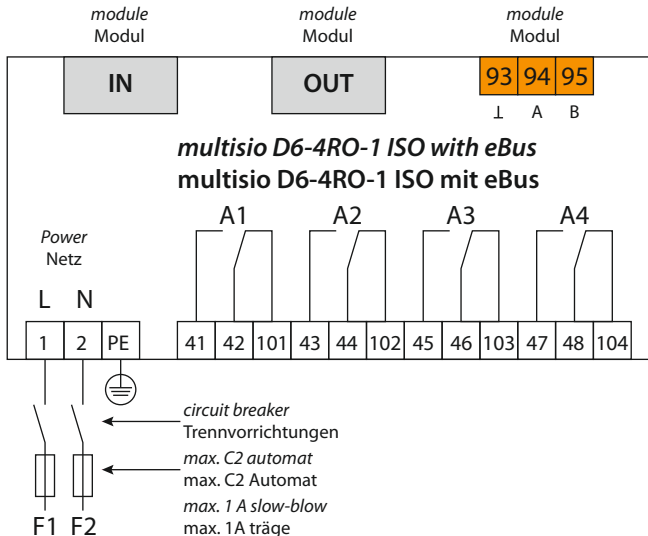 module module module
Modul Modul Modul
IN OUT 93 94 95
⊥ A B
multisio D6-4RO-1 ISO with eBus
multisio D6-4RO-1 ISO mit eBus
A1 A2 A3 A4
Power
Netz
L N
1 2 PE 41 42 101 43 44 102 45 46 103 47 48 104
circuit breaker
Trennvorrichtungen
max. C2 automat
max. C2 Automat
max. 1 A slow-blow
F1 F2 max. 1A träge